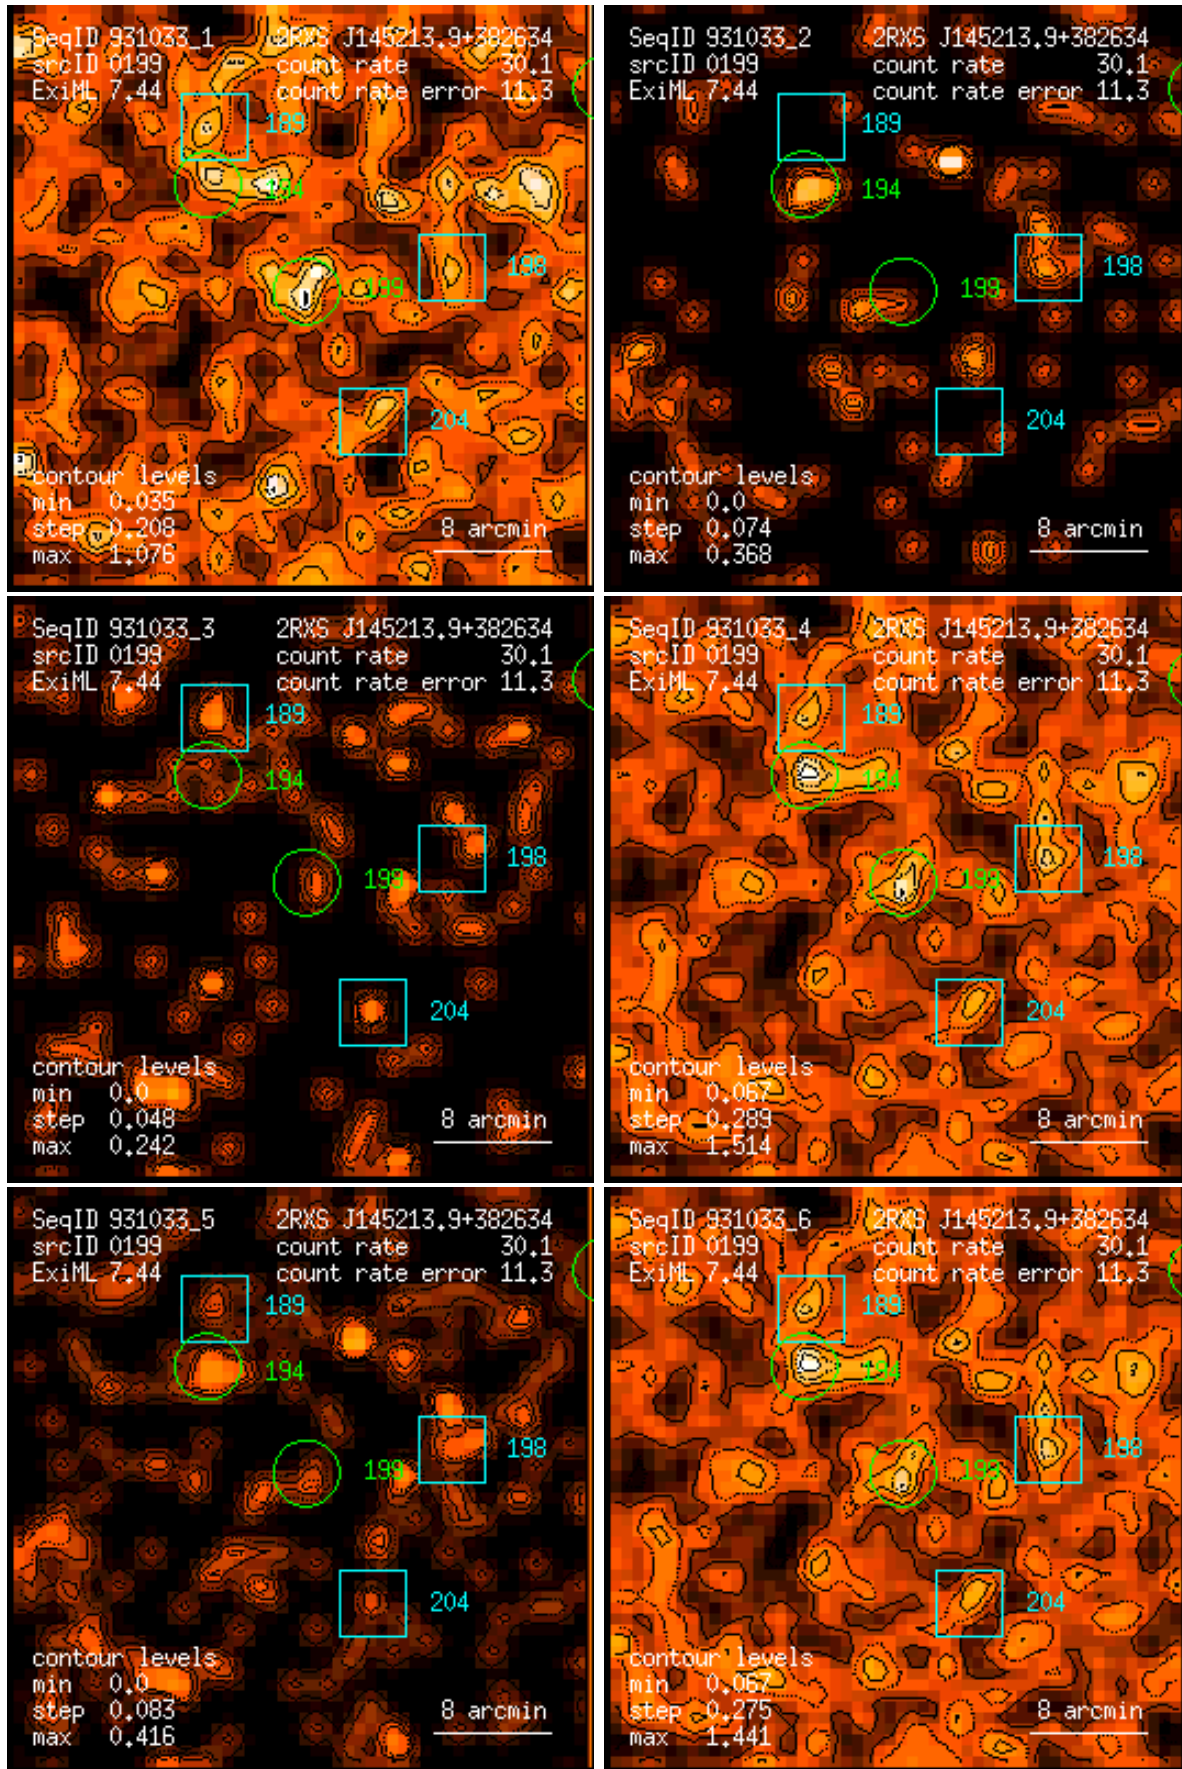 SeqID 931033_1 2RXS J145213.9+382634
srcID 0199 count rate 30.1
ExiML 7.44 count rate error 11.3
189
194
198
199
204
contour levels
min 0.035
step 0.208
max 1.076
8 arcmin
SeqID 931033_2 2RXS J145213.9+382634
srcID 0199 count rate 30.1
ExiML 7.44 count rate error 11.3
189
194
198
199
204
contour levels
min 0.0
step 0.074
max 0.368
8 arcmin
SeqID 931033_3 2RXS J145213.9+382634
srcID 0199 count rate 30.1
ExiML 7.44 count rate error 11.3
189
194
198
199
204
contour levels
min 0.0
step 0.048
max 0.242
8 arcmin
SeqID 931033_4 2RXS J145213.9+382634
srcID 0199 count rate 30.1
ExiML 7.44 count rate error 11.3
189
194
198
199
204
contour levels
min 0.067
step 0.289
max 1.514
8 arcmin
SeqID 931033_5 2RXS J145213.9+382634
srcID 0199 count rate 30.1
ExiML 7.44 count rate error 11.3
189
194
198
199
204
contour levels
min 0.0
step 0.083
max 0.416
8 arcmin
SeqID 931033_6 2RXS J145213.9+382634
srcID 0199 count rate 30.1
ExiML 7.44 count rate error 11.3
189
194
198
199
204
contour levels
min 0.067
step 0.275
max 1.441
8 arcmin